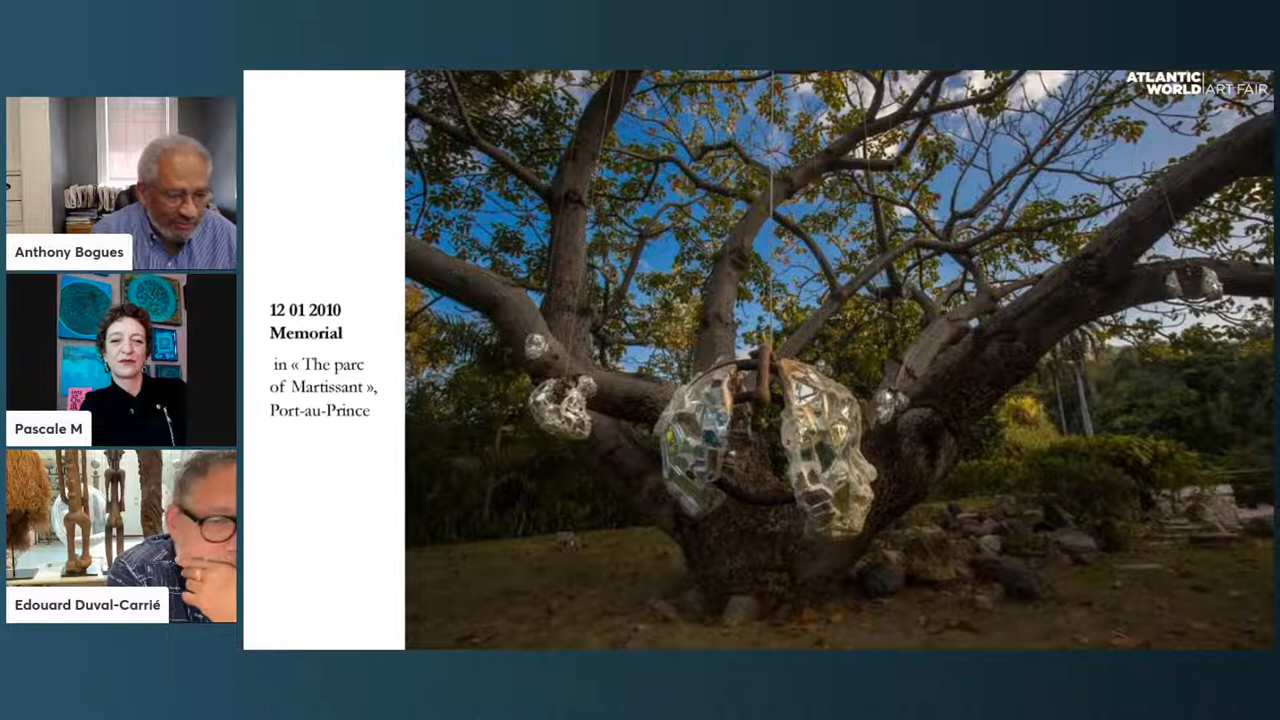 ATLANTIC
WORLD ART FAIR
Anthony Bogues
Pascale M
Edouard Duval-Carrié
12 01 2010
Memorial
in « The parc
of Martissant »,
Port-au-Prince